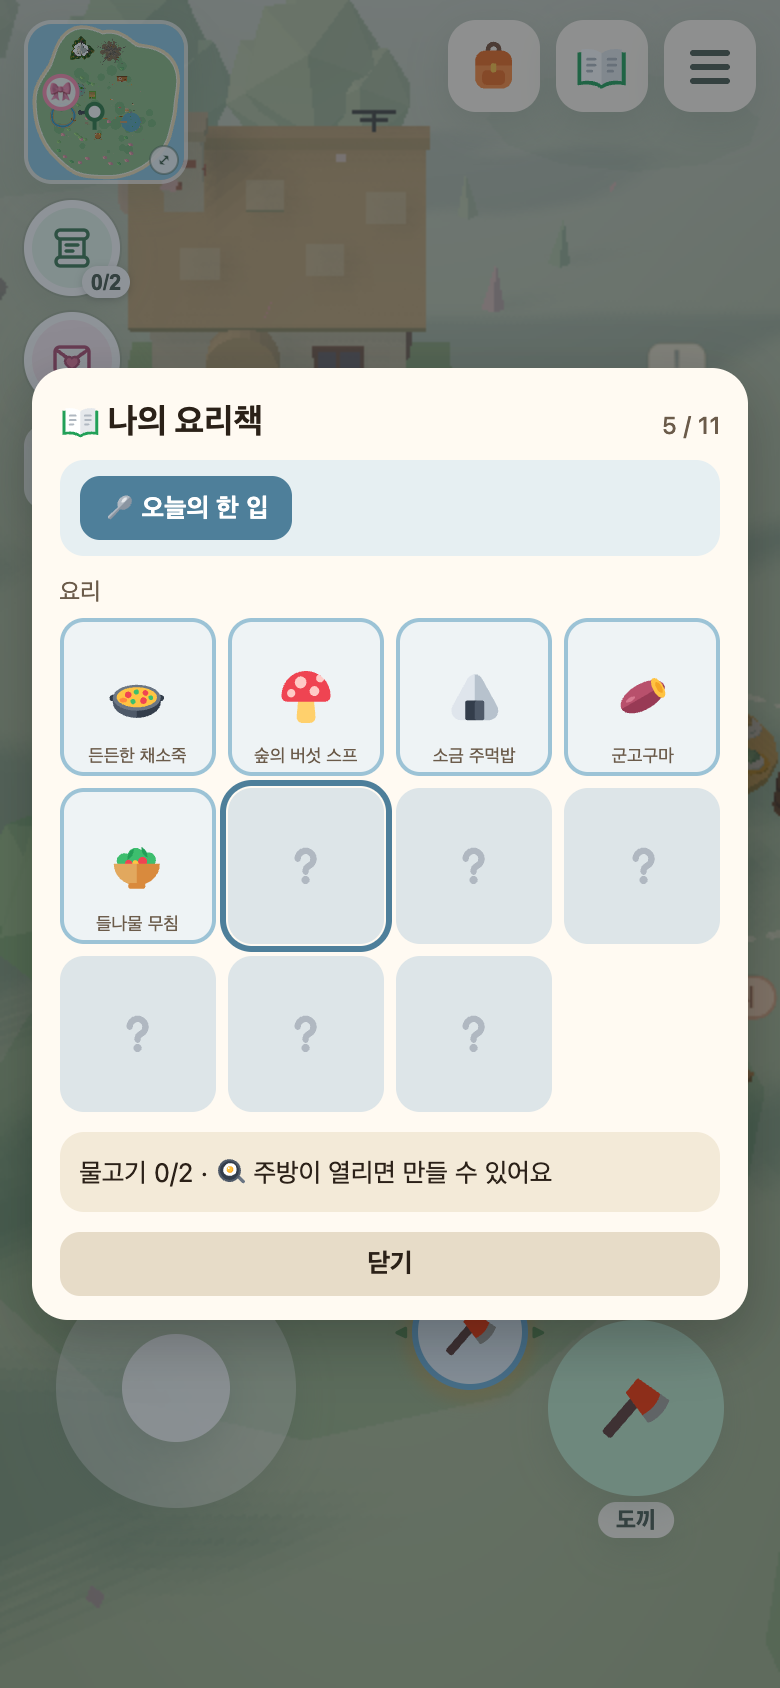 0/2
나의 요리책
5 / 11
오늘의 한 입
요리
든든한 채소죽
숲의 버섯 스프
소금 주먹밥
군고구마
들나물 무침
?
?
?
?
?
?
물고기 0/2 · 주방이 열리면 만들 수 있어요
닫기
도끼